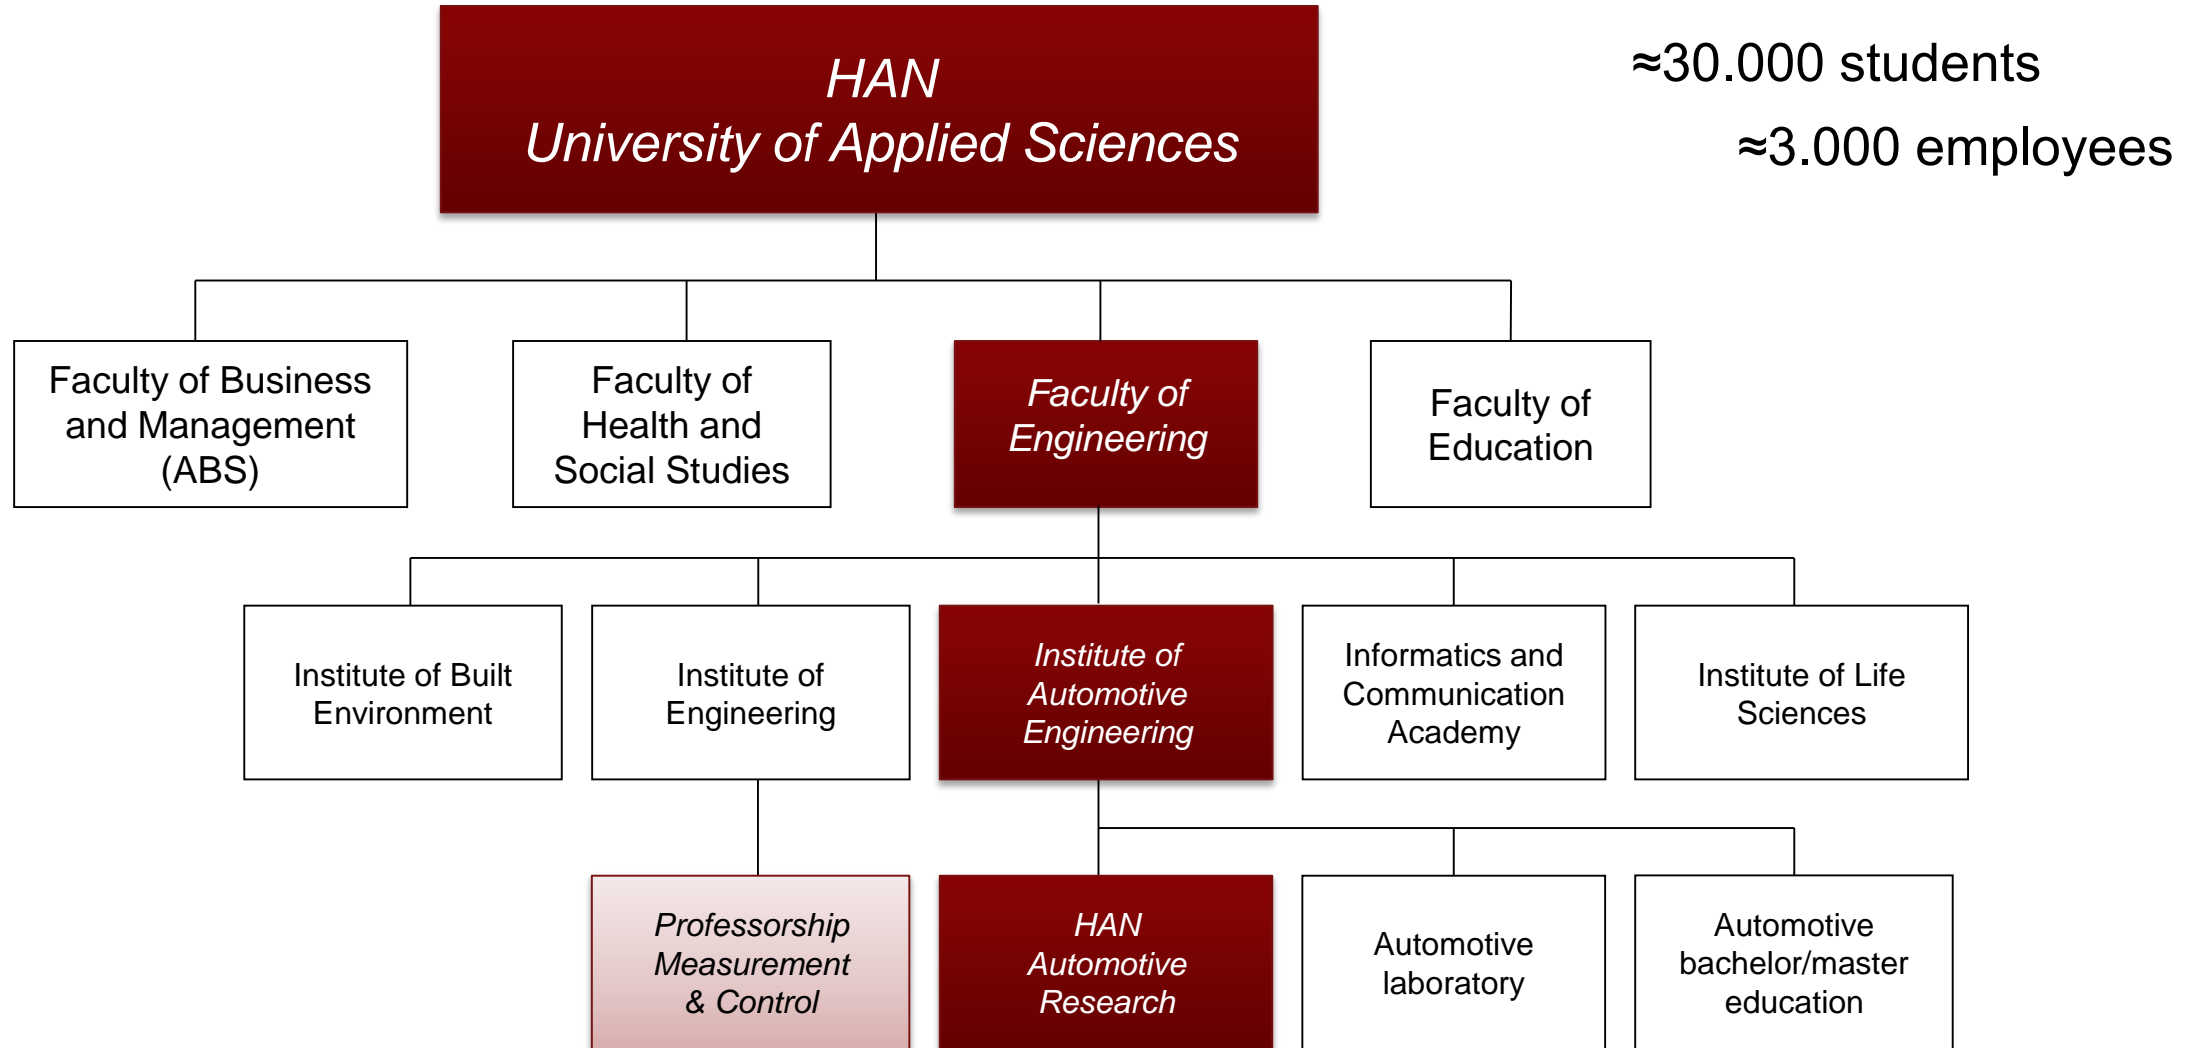 HAN
University of Applied Sciences
≈30.000 students
≈3.000 employees
Faculty of Business
and Management
(ABS)
Faculty of
Health and
Social Studies
Faculty of
Engineering
Faculty of
Education
Institute of Built
Environment
Institute of
Engineering
Institute of
Automotive
Engineering
Informatics and
Communication
Academy
Institute of Life
Sciences
Professorship
Measurement
& Control
HAN
Automotive
Research
Automotive
laboratory
Automotive
bachelor/master
education